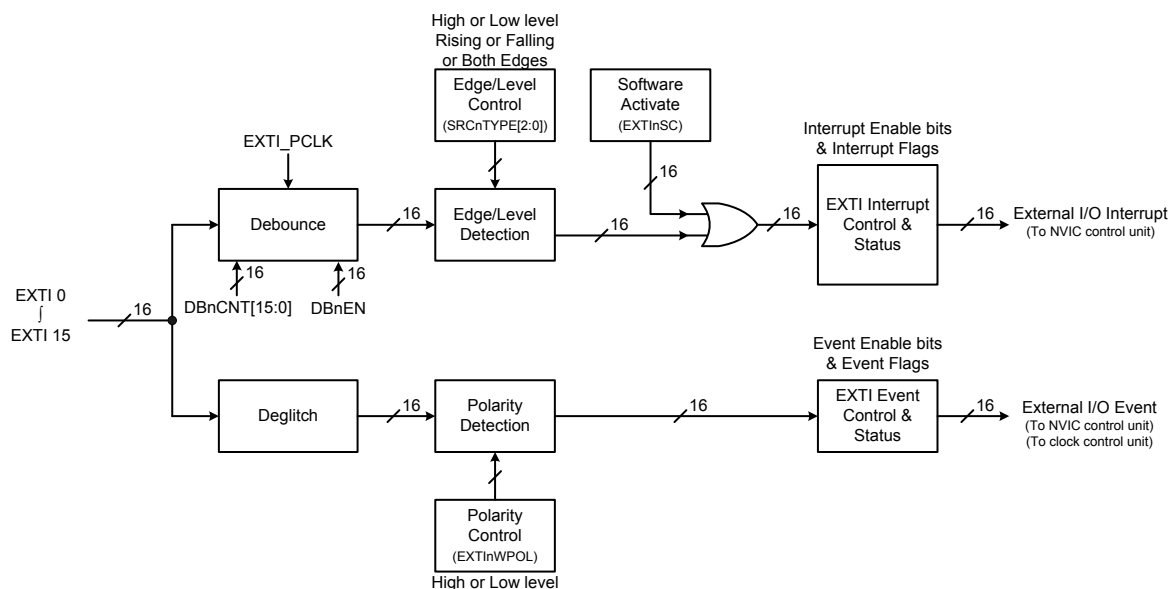 High or Low level
Rising or Falling
or Both Edges
Edge/Level
Control
(SRCnTYPE[2:0])
Software
Activate
(EXTInSC)
EXTI_PCLK
16
Interrupt Enable bits
& Interrupt Flags
Debounce
16
Edge/Level
Detection
16
16
EXTI Interrupt
Control &
Status
16
External I/O Interrupt
(To NVIC control unit)
16
16
DBnCNT[15:0]
DBnEN
EXTI 0
∫
EXTI 15
16
Event Enable bits
& Event Flags
Deglitch
16
Polarity
Detection
16
EXTI Event
Control &
Status
16
External I/O Event
(To NVIC control unit)
(To clock control unit)
Polarity
Control
(EXTInWPOL)
High or Low level